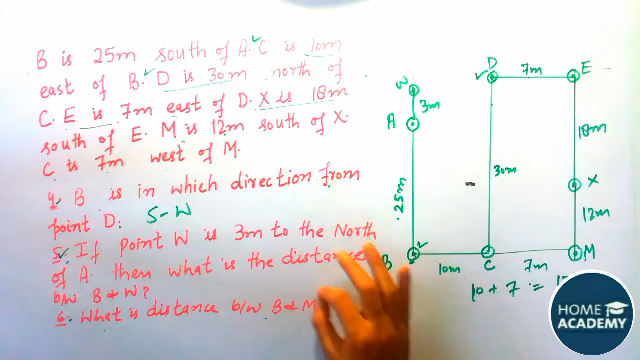 B is 25m south of A. C is 10m
east of B. D is 30m north of
C. E is 7m east of D. X is 18m
south of E. M is 12m south of X.
C is 7m west of M.
4. B is in which direction from
point D: S-W
5. If point W is 3m to the North
of A. then what is the distance
b/w B & W?
6. What is distance b/w B & M
W
3m
A
25m
B
10m
C
7m
M
D
7m
E
30m
18m
X
12m
10 + 7 =
HOME
ACADEMY